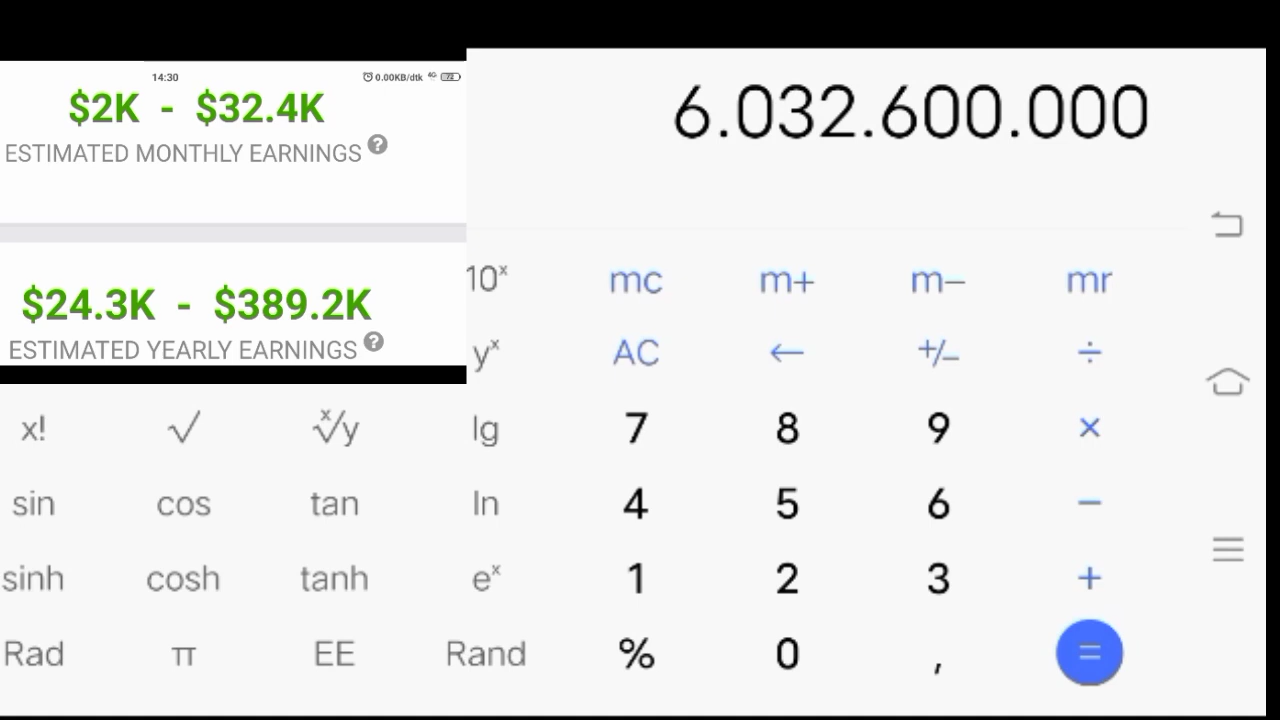 14:30
0.00KB/dtk 4G 72
$2K - $32.4K
ESTIMATED MONTHLY EARNINGS ?
$24.3K - $389.2K
ESTIMATED YEARLY EARNINGS ?
6.032.600.000
10ˣ mc m+ m− mr
yˣ AC ← +/− ÷
x! √ ˣ√y lg 7 8 9 ×
sin cos tan ln 4 5 6 −
sinh cosh tanh eˣ 1 2 3 +
Rad π EE Rand % 0 , =